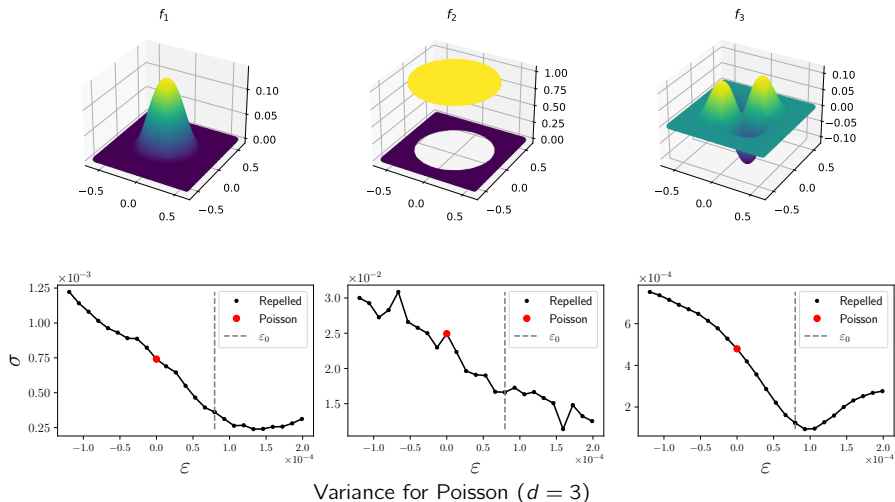 f₁
f₂
f₃
0.10
0.05
0.00
−0.5
0.0
0.5
−0.5
0.0
0.5
1.00
0.75
0.50
0.25
0.00
−0.5
0.0
0.5
−0.5
0.0
0.5
0.10
0.05
0.00
−0.05
−0.10
−0.5
0.0
0.5
−0.5
0.0
0.5
×10⁻³
1.25
1.00
0.75
0.50
0.25
σ
Repelled
Poisson
ε₀
−1.0 −0.5 0.0 0.5 1.0 1.5 2.0
×10⁻⁴
ε
×10⁻²
3.0
2.5
2.0
1.5
Repelled
Poisson
ε₀
−1.0 −0.5 0.0 0.5 1.0 1.5 2.0
×10⁻⁴
ε
×10⁻⁴
6
4
2
Repelled
Poisson
ε₀
−1.0 −0.5 0.0 0.5 1.0 1.5 2.0
×10⁻⁴
ε
Variance for Poisson (d = 3)